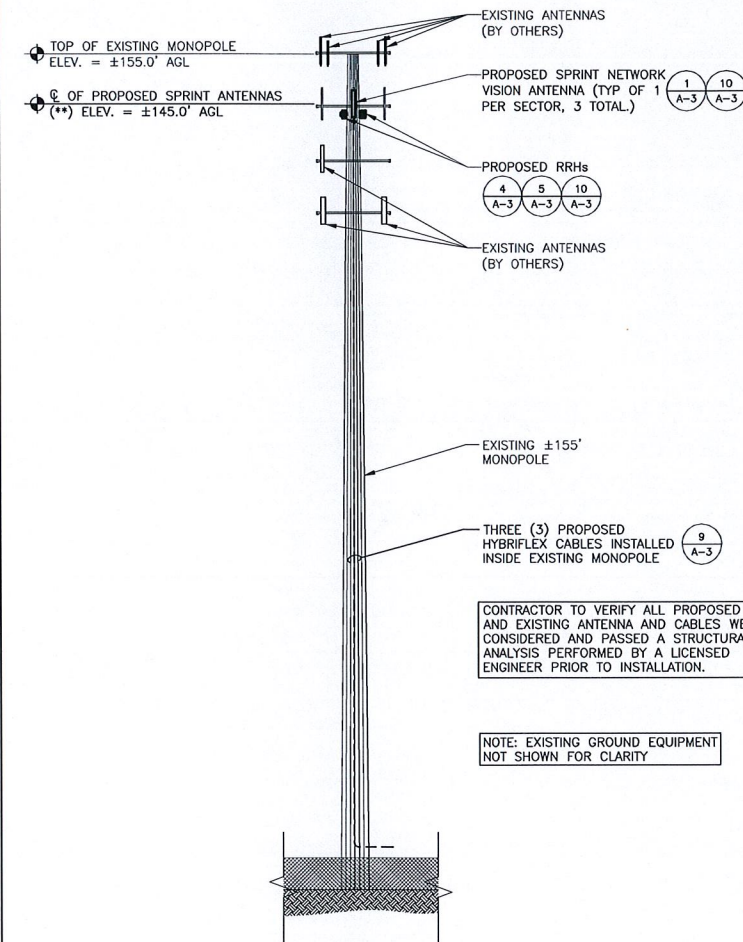 EXISTING ANTENNAS
(BY OTHERS)
TOP OF EXISTING MONOPOLE
ELEV. = ±155.0' AGL
PROPOSED SPRINT NETWORK
VISION ANTENNA (TYP OF 1
PER SECTOR, 3 TOTAL.)
1
A-3
10
A-3
℄ OF PROPOSED SPRINT ANTENNAS
(**) ELEV. = ±145.0' AGL
PROPOSED RRHs
4
A-3
5
A-3
10
A-3
EXISTING ANTENNAS
(BY OTHERS)
EXISTING ±155'
MONOPOLE
THREE (3) PROPOSED
HYBRIFLEX CABLES INSTALLED
INSIDE EXISTING MONOPOLE
9
A-3
CONTRACTOR TO VERIFY ALL PROPOSED
AND EXISTING ANTENNA AND CABLES
CONSIDERED AND PASSED A
ANALYSIS PERFORMED BY A LICENSED
ENGINEER PRIOR TO INSTALLATION.
NOTE: EXISTING GROUND EQUIPMENT
NOT SHOWN FOR CLARITY